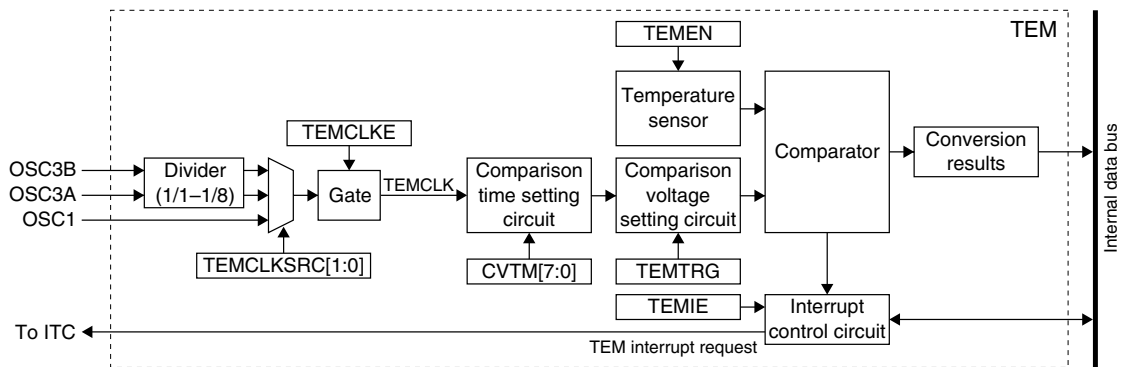 TEM
TEMEN
Temperature
sensor
Comparator
Conversion
results
Internal data bus
TEMCLKE
OSC3B
OSC3A
OSC1
Divider
(1/1–1/8)
Gate
TEMCLK
Comparison
time setting
circuit
Comparison
voltage
setting circuit
TEMCLKSRC[1:0]
CVTM[7:0]
TEMTRG
TEMIE
Interrupt
control circuit
To ITC
TEM interrupt request